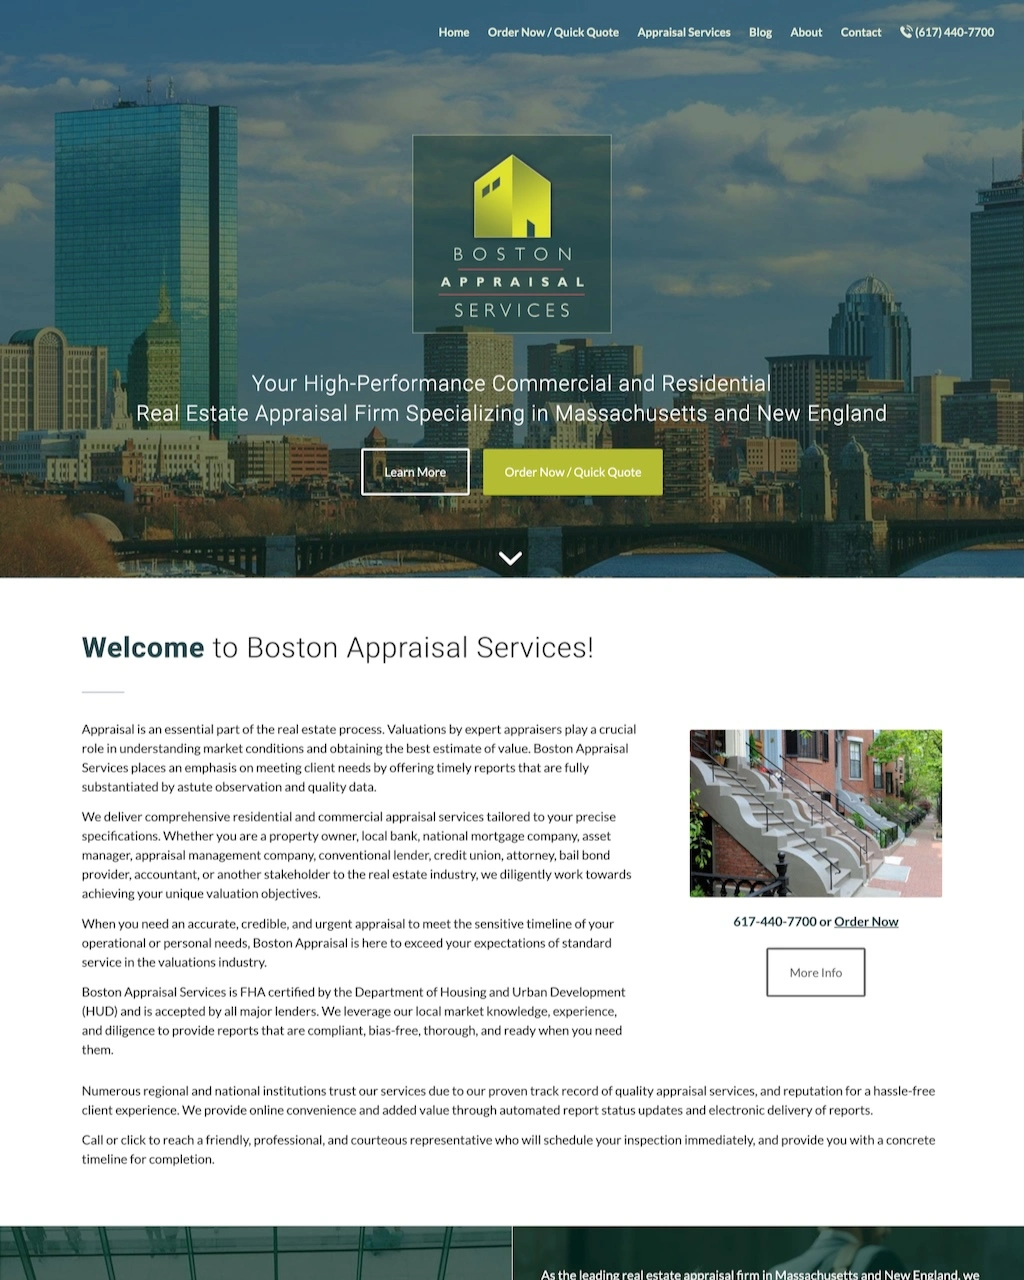 Home Order Now / Quick Quote Appraisal Services Blog About Contact (617) 440-7700
BOSTON
APPRAISAL
SERVICES
Your High-Performance Commercial and Residential
Real Estate Appraisal Firm Specializing in Massachusetts and New England
Learn More Order Now / Quick Quote
Welcome to Boston Appraisal Services!
Appraisal is an essential part of the real estate process. Valuations by expert appraisers play a crucial
role in understanding market conditions and obtaining the best estimate of value. Boston Appraisal
Services places an emphasis on meeting client needs by offering timely reports that are fully
substantiated by astute observation and quality data.
We deliver comprehensive residential and commercial appraisal services tailored to your precise
specifications. Whether you are a property owner, local bank, national mortgage company, asset
manager, appraisal management company, conventional lender, credit union, attorney, bail bond
provider, accountant, or another stakeholder to the real estate industry, we diligently work towards
achieving your unique valuation objectives.
When you need an accurate, credible, and urgent appraisal to meet the sensitive timeline of your
operational or personal needs, Boston Appraisal is here to exceed your expectations of standard
service in the valuations industry.
Boston Appraisal Services is FHA certified by the Department of Housing and Urban Development
(HUD) and is accepted by all major lenders. We leverage our local market knowledge, experience,
and diligence to provide reports that are compliant, bias-free, thorough, and ready when you need
them.
617-440-7700 or Order Now
More Info
Numerous regional and national institutions trust our services due to our proven track record of quality appraisal services, and reputation for a hassle-free
client experience. We provide online convenience and added value through automated report status updates and electronic delivery of reports.
Call or click to reach a friendly, professional, and courteous representative who will schedule your inspection immediately, and provide you with a concrete
timeline for completion.
As the leading real estate appraisal firm in Massachusetts and New England, we